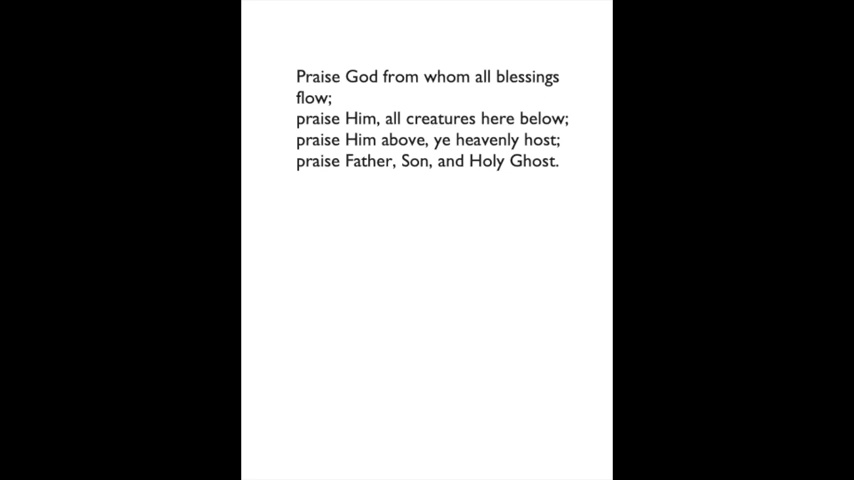 Praise God from whom all blessings
flow;
praise Him, all creatures here below;
praise Him above, ye heavenly host;
praise Father, Son, and Holy Ghost.